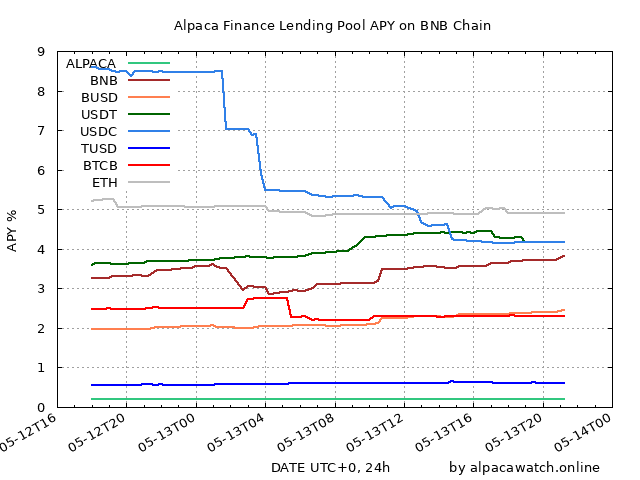 Alpaca Finance Lending Pool APY on BNB Chain
APY %
9
8
7
6
5
4
3
2
1
0
ALPACA
BNB
BUSD
USDT
USDC
TUSD
BTCB
ETH
05-12T16
05-12T20
05-13T00
05-13T04
05-13T08
05-13T12
05-13T16
05-13T20
05-14T00
DATE UTC+0, 24h
by alpacawatch.online